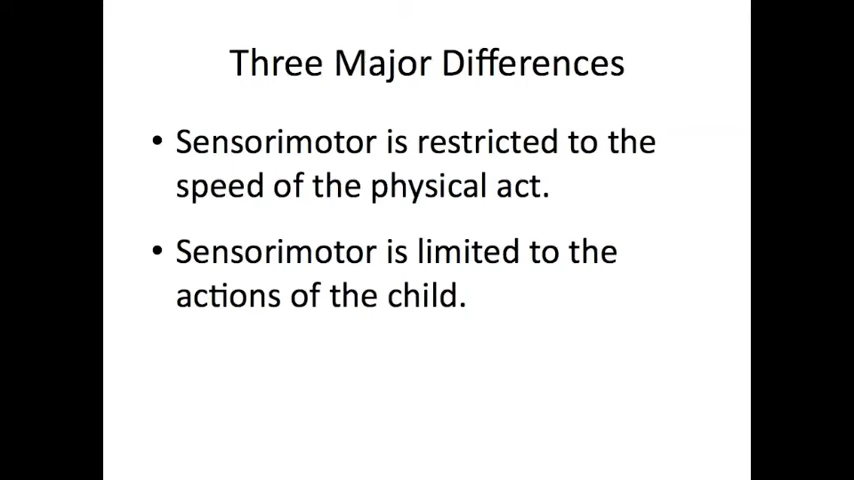 Three Major Differences
• Sensorimotor is restricted to the
speed of the physical act.
• Sensorimotor is limited to the
actions of the child.